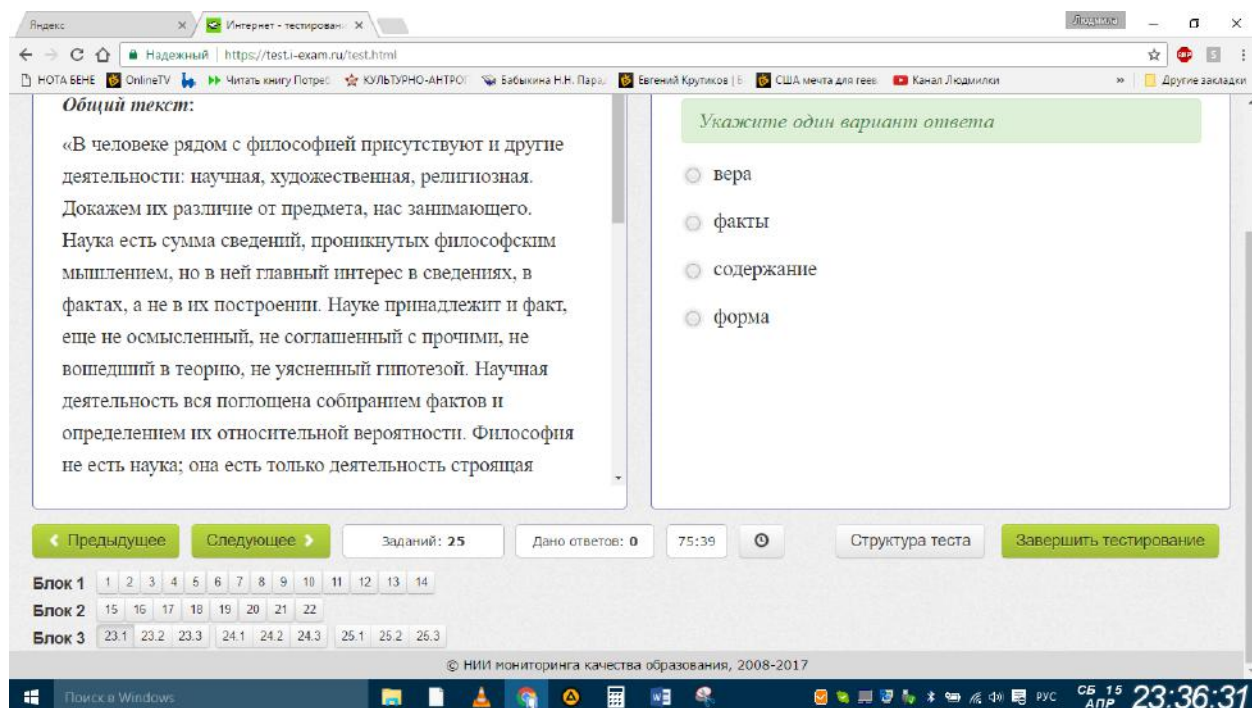 Яндекс
Интернет - тестирован
Людмила
Надежный
https://test.i-exam.ru/test.html
НОТА БЕНЕ
OnlineTV
Читать книгу Потреб
КУЛЬТУРНО-АНТРОГ
Бабыкина Н.Н. Пара
Евгений Крутиков | Б
США мечта для геев
Канал Людмилки
»
Другие закладки
Общий текст:
«В человеке рядом с философией присутствуют и другие
деятельности: научная, художественная, религиозная.
Докажем их различие от предмета, нас занимающего.
Наука есть сумма сведений, проникнутых философским
мышлением, но в ней главный интерес в сведениях, в
фактах, а не в их построении. Науке принадлежит и факт,
еще не осмысленный, не соглашенный с прочими, не
вошедший в теорию, не уясненный гипотезой. Научная
деятельность вся поглощена собиранием фактов и
определением их относительной вероятности. Философия
не есть наука; она есть только деятельность строящая
Укажите один вариант ответа
вера
факты
содержание
форма
Предыдущее
Следующее
Заданий: 25
Дано ответов: 0
75:39
Структура теста
Завершить тестирование
Блок 1 1 2 3 4 5 6 7 8 9 10 11 12 13 14
Блок 2 15 16 17 18 19 20 21 22
Блок 3 23.1 23.2 23.3 24.1 24.2 24.3 25.1 25.2 25.3
© НИИ мониторинга качества образования, 2008-2017
Поиск в Windows
РУС
СБ 15
АПР
23:36:31